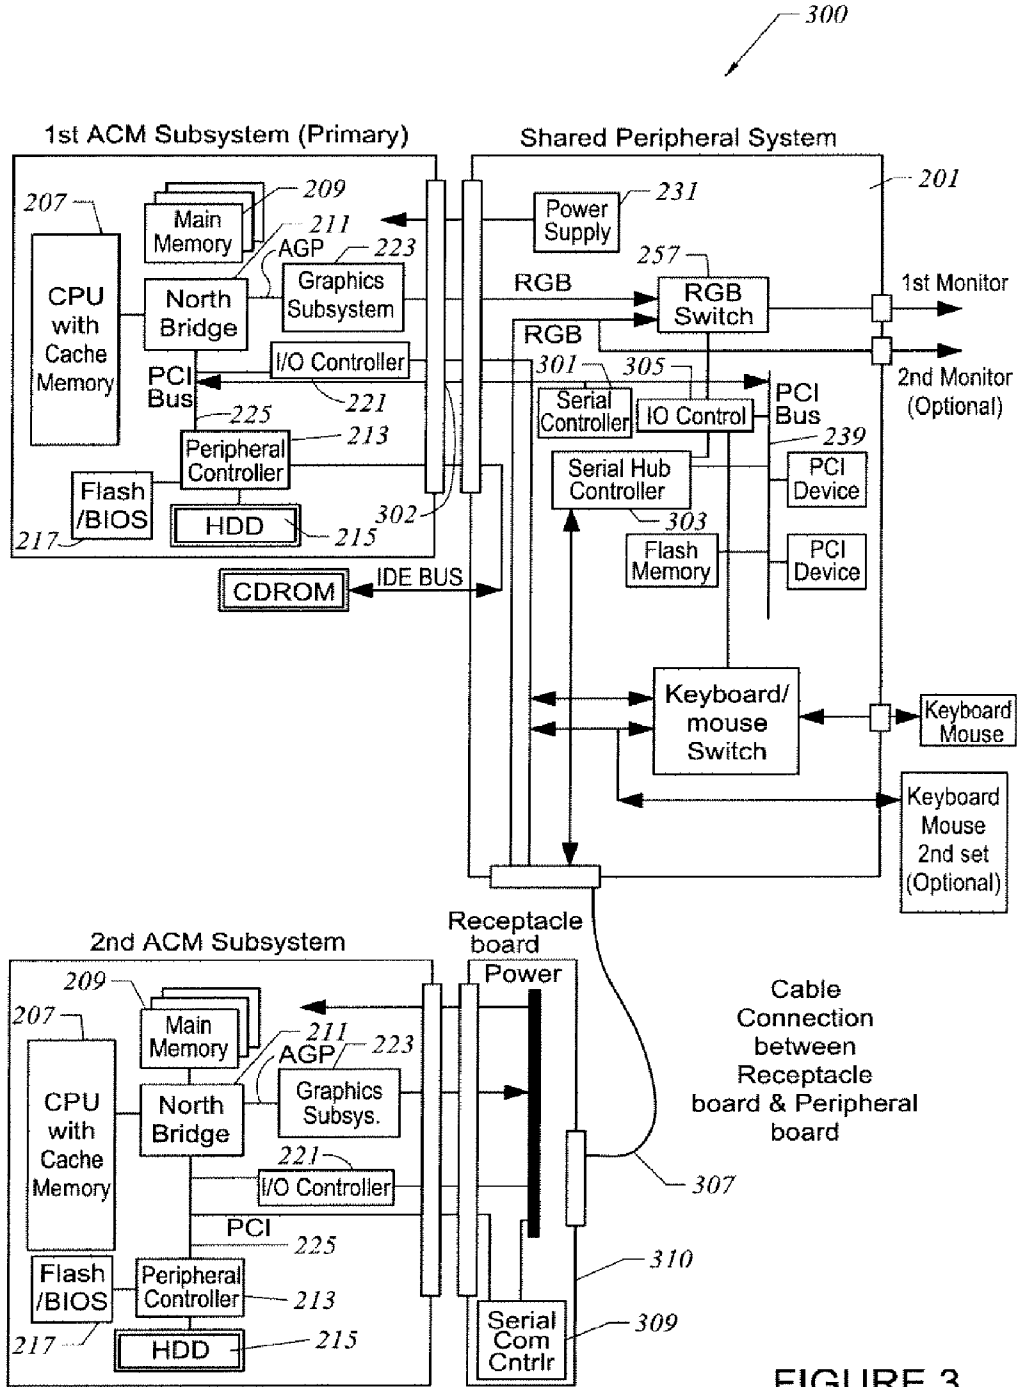 300
1st ACM Subsystem (Primary)
Shared Peripheral System
207
209
Main
Memory
211
AGP
223
Graphics
Subsystem
CPU
with
Cache
Memory
North
Bridge
I/O Controller
PCI
Bus
221
225
213
Peripheral
Controller
Flash
/BIOS
217
HDD
215
302
231
Power
Supply
201
RGB
RGB
257
RGB
Switch
1st Monitor
2nd Monitor
(Optional)
301
305
Serial
Controller
IO Control
PCI
Bus
239
Serial Hub
Controller
303
PCI
Device
Flash
Memory
PCI
Device
CDROM
IDE BUS
Keyboard/
mouse
Switch
Keyboard
Mouse
Keyboard
Mouse
2nd set
(Optional)
2nd ACM Subsystem
Receptacle
board
Power
209
207
Main
Memory
211
AGP
223
Graphics
Subsys.
CPU
with
Cache
Memory
North
Bridge
221
I/O Controller
PCI
225
Flash
/BIOS
217
Peripheral
Controller
213
HDD
215
Cable
Connection
between
Receptacle
board & Peripheral
board
307
310
Serial
Com
Cntrlr
309
FIGURE 3